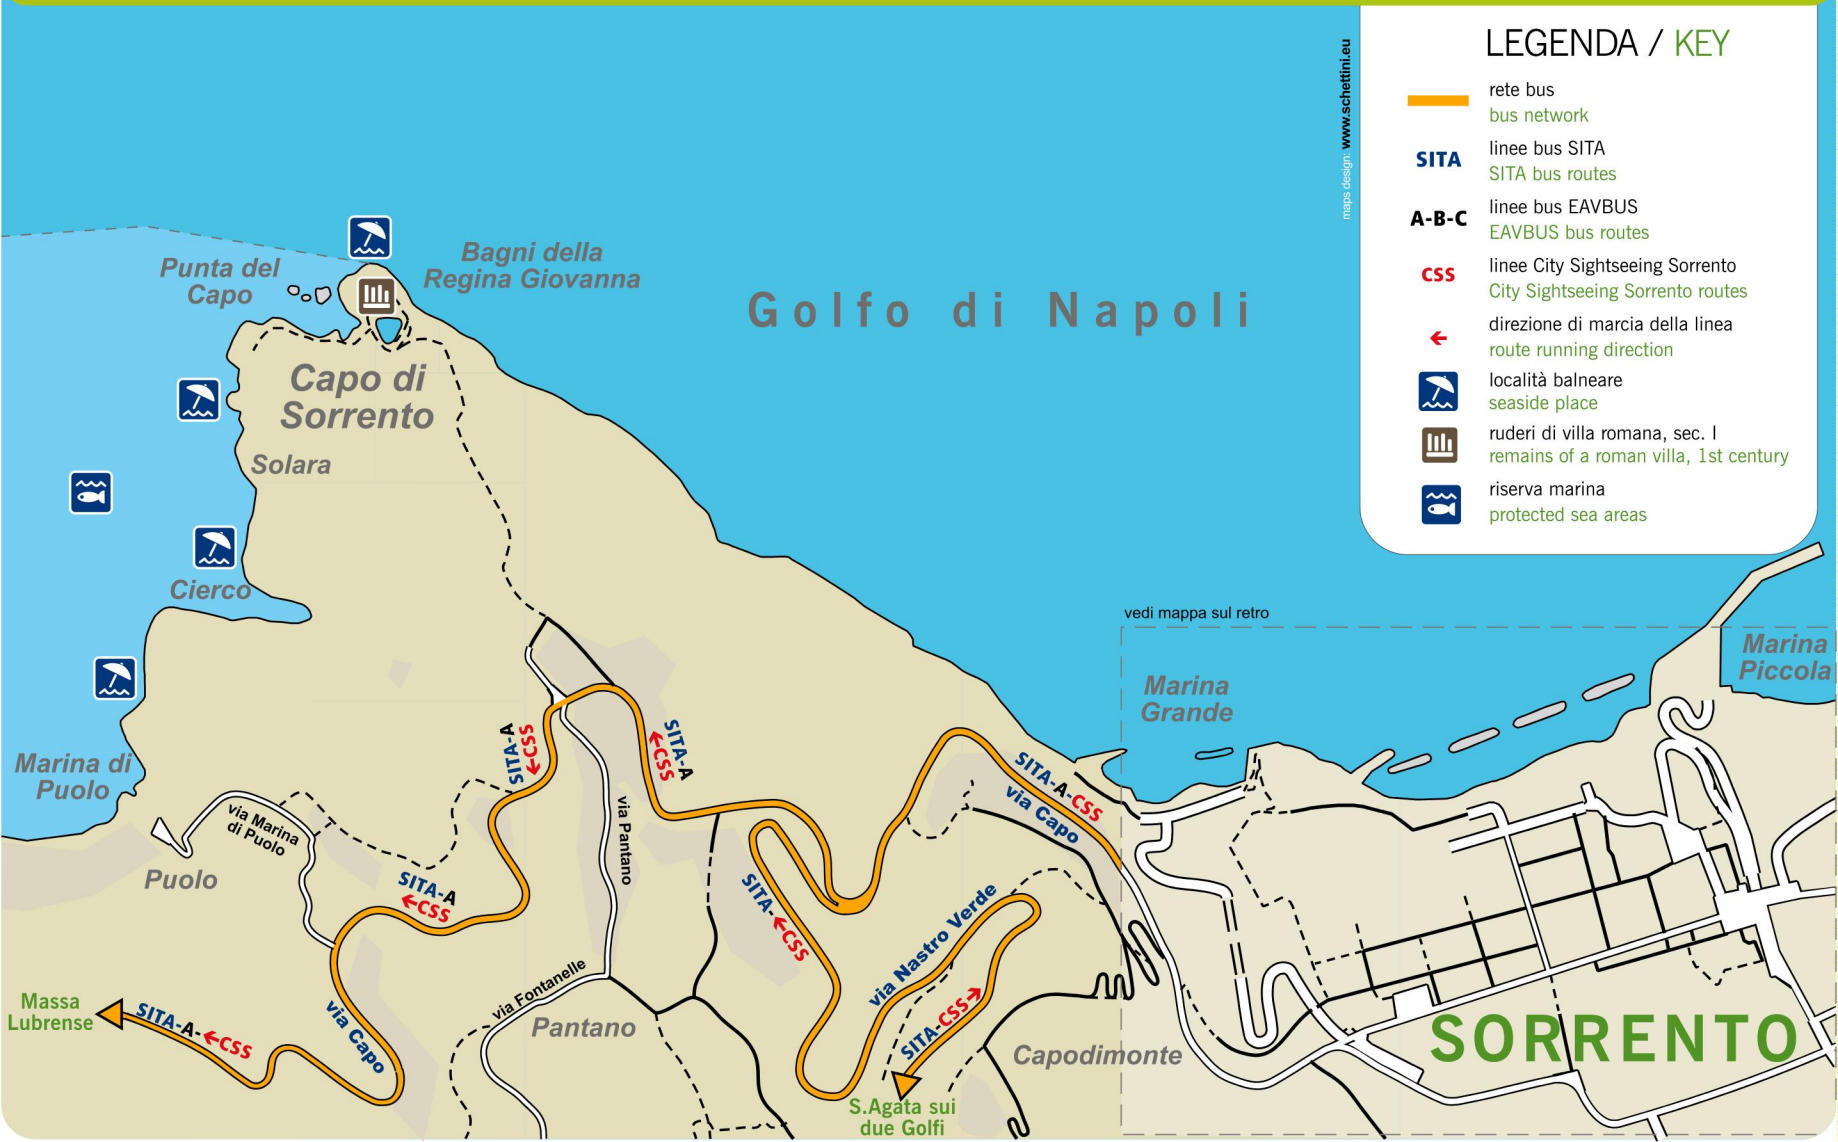 LEGENDA / KEY
rete bus
bus network
SITA
linee bus SITA
SITA bus routes
A-B-C
linee bus EAVBUS
EAVBUS bus routes
CSS
linee City Sightseeing Sorrento
City Sightseeing Sorrento routes
direzione di marcia della linea
route running direction
località balneare
seaside place
ruderi di villa romana, sec. I
remains of a roman villa, 1st century
riserva marina
protected sea areas
maps design: www.schettini.eu
Golfo di Napoli
Bagni della
Regina Giovanna
Punta del
Capo
Capo di
Sorrento
Solara
Cierco
Marina di
Puolo
via Marina
di Puolo
Puolo
vedi mappa sul retro
Marina
Grande
Marina
Piccola
SITA-A
←CSS
SITA-A
←CSS
SITA-A-CSS
via Capo
via Pantano
SITA-A
←CSS
SITA-←CSS
via Nastro Verde
SITA-CSS→
via Fontanelle
Pantano
via Capo
Massa
Lubrense
SITA-A-←CSS
Capodimonte
S.Agata sui
due Golfi
SORRENTO